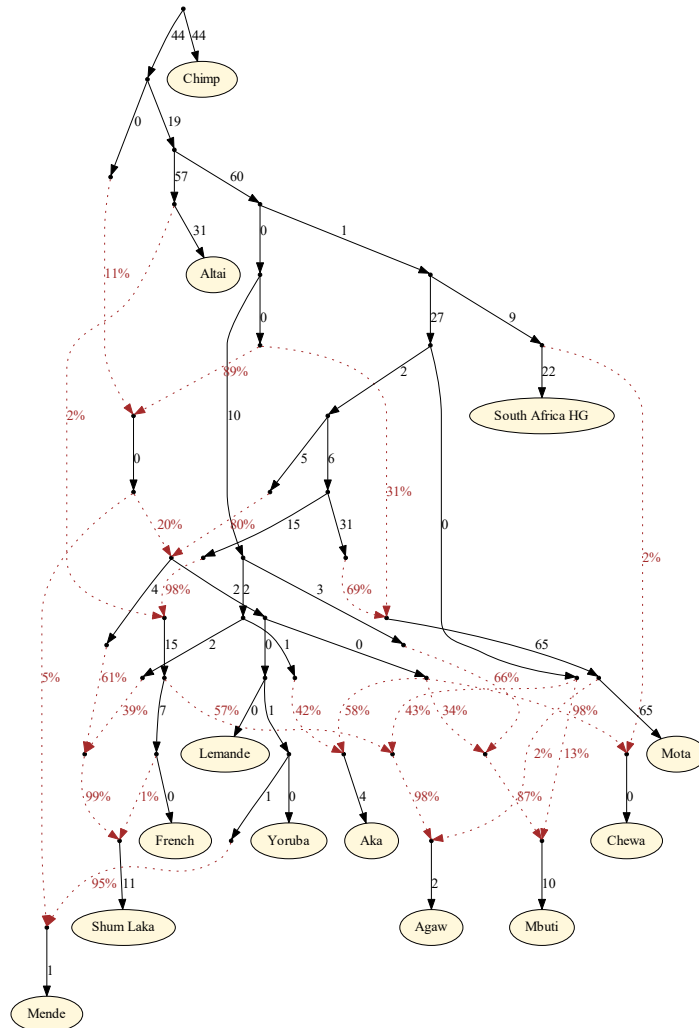 44 44
Chimp
0 19
57 60
31 0 1
Altai
11% 0 27 9
89% 2 22
South Africa HG
2% 10
0 5 6 31%
20% 80% 15 31 0 2%
4 98% 2 2 3 69%
15 2 0 1 0 65
5% 61% 39% 7 57% 42% 58% 43% 34% 66% 98% 65
0 1
Lemande
Mota
99% 1% 0 1 0 4 98% 2% 87% 13% 0
French
Yoruba
Aka
Chewa
95% 11 2 10
Shum Laka
Agaw
Mbuti
1
Mende